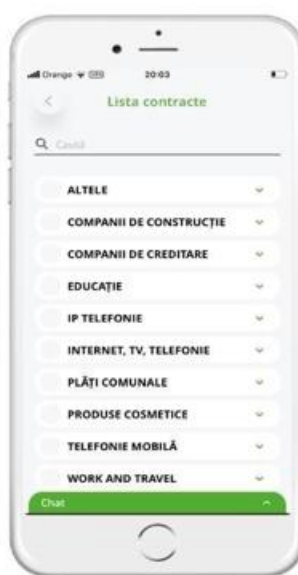 Orange
20:03
Lista contracte
Caută
ALTELE
COMPANII DE CONSTRUCȚIE
COMPANII DE CREDITARE
EDUCAȚIE
IP TELEFONIE
INTERNET, TV, TELEFONIE
PLĂȚI COMUNALE
PRODUSE COSMETICE
TELEFONIE MOBILĂ
WORK AND TRAVEL
Chat